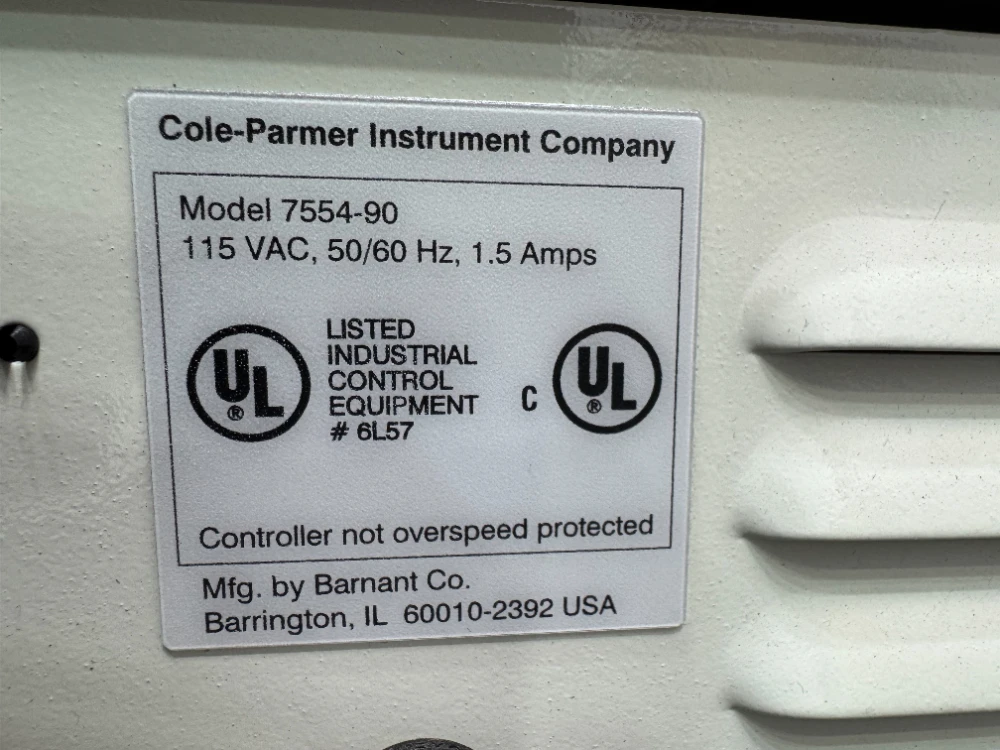 Cole-Parmer Instrument Company
Model 7554-90
115 VAC, 50/60 Hz, 1.5 Amps
UL®
LISTED
INDUSTRIAL
CONTROL
EQUIPMENT
# 6L57
C UL®
Controller not overspeed protected
Mfg. by Barnant Co.
Barrington, IL 60010-2392 USA